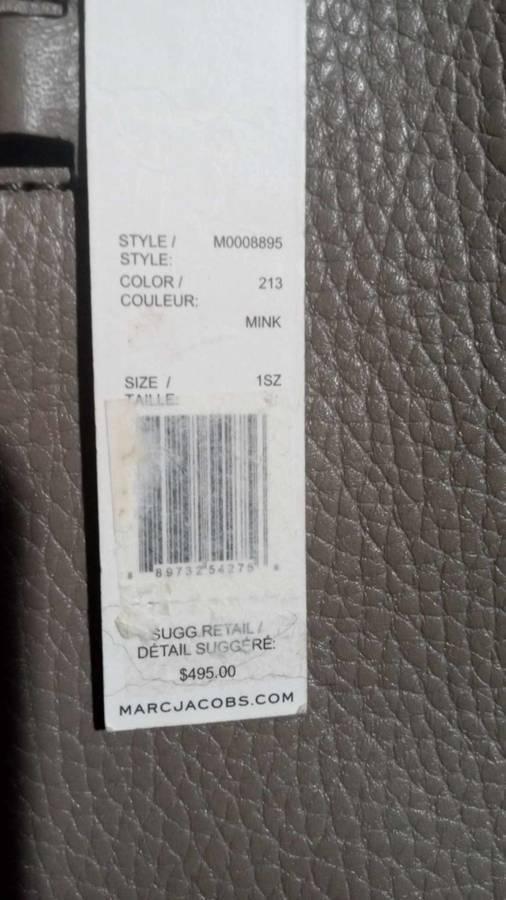 STYLE / M0008895
STYLE:
COLOR / 213
COULEUR:
MINK
SIZE / 1SZ
TAILLE:
8 89732 54275 8
SUGG.RETAIL /
DÉTAIL SUGGÉRÉ:
$495.00
MARCJACOBS.COM